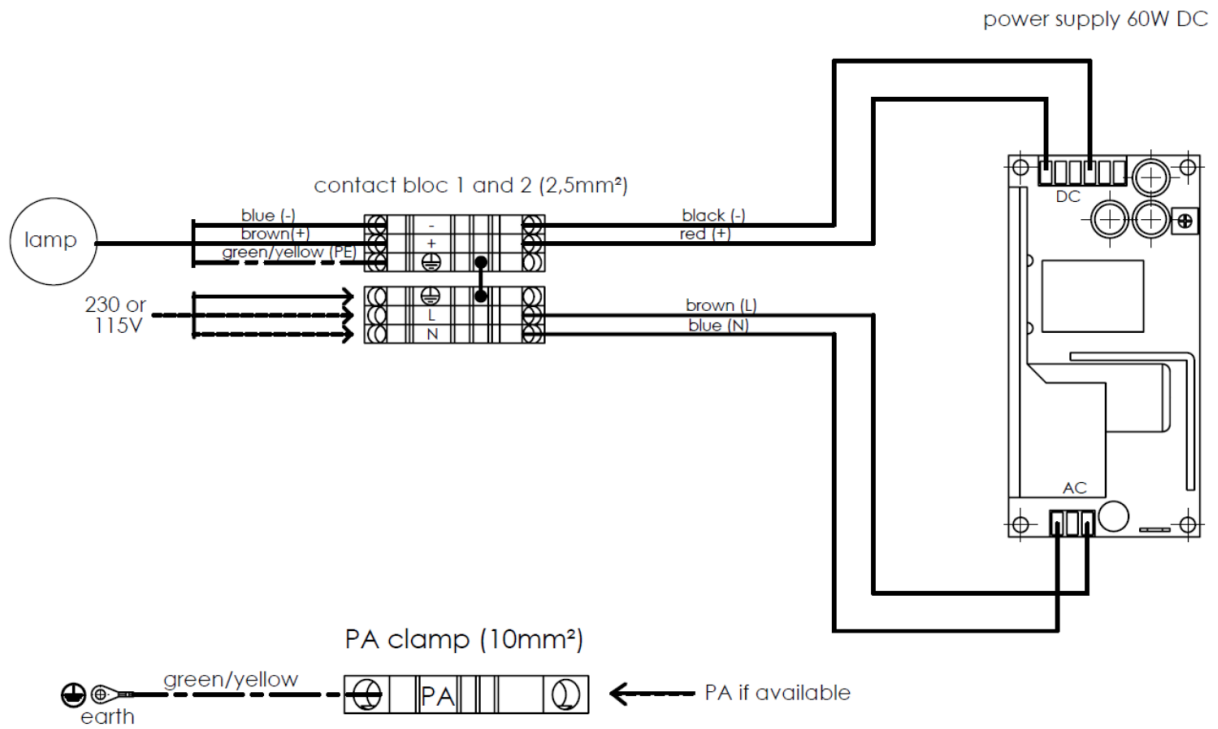 power supply 60W DC
contact bloc 1 and 2 (2,5mm²)
DC
blue (-)
-
black (-)
lamp
brown(+)
+
red (+)
green/yellow (PE)
230 or
115V
L
brown (L)
N
blue (N)
AC
PA clamp (10mm²)
green/yellow
PA
PA if available
earth